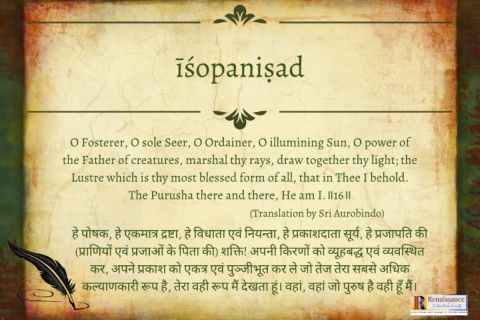 īśopaniṣad
O Fosterer, O sole Seer, O Ordainer, O illumining Sun, O power of
the Father of creatures, marshal thy rays, draw together thy light; the
Lustre which is thy most blessed form of all, that in Thee I behold.
The Purusha there and there, He am I. ॥16॥
(Translation by Sri Aurobindo)
हे पोषक, हे एकमात्र द्रष्टा, हे विधाता एवं नियन्ता, हे प्रकाशदाता सूर्य, हे प्रजापति की
(प्राणियों एवं प्रजाओं के पिता की) शक्ति! अपनी किरणों को व्यूहबद्ध एवं व्यवस्थित
कर, अपने प्रकाश को एकत्र एवं पुञ्जीभूत कर ले जो तेज तेरा सबसे अधिक
कल्याणकारी रूप है, तेरा वही रूप मैं देखता हूं। वहां, वहां जो पुरुष है वही हूँ मैं।
Renaissance